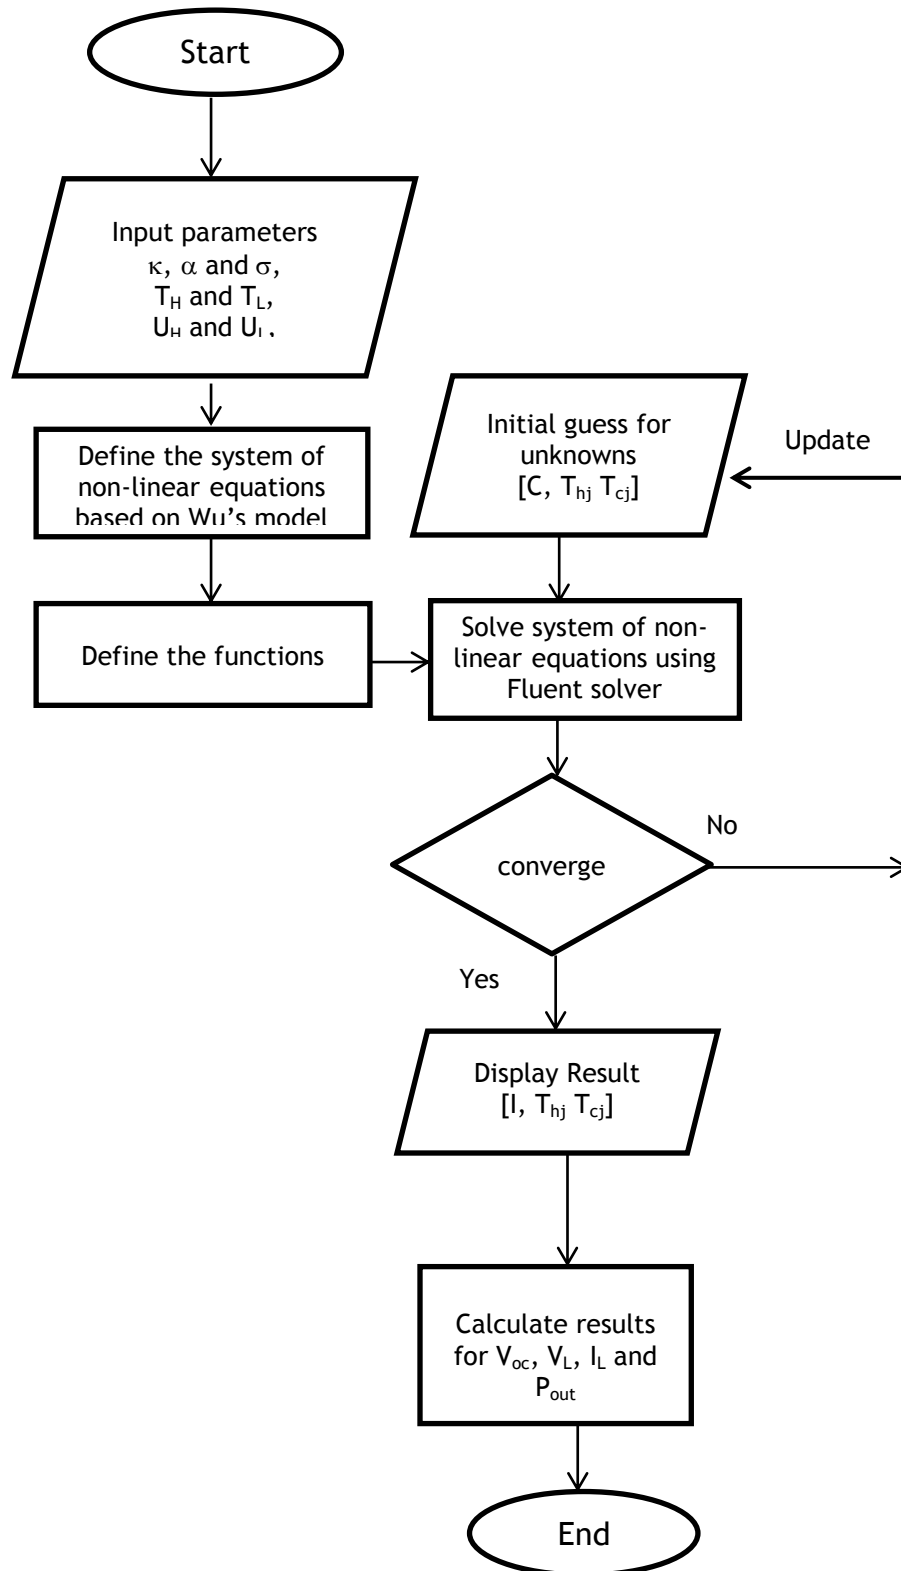 Start
Input parameters
κ, α and σ,
T_H and T_L,
U_H and U_L,
Define the system of
non-linear equations
based on Wu's model
Define the functions
Initial guess for
unknowns
[C, T_hj T_cj]
Update
Solve system of non-
linear equations using
Fluent solver
converge
No
Yes
Display Result
[I, T_hj T_cj]
Calculate results
for V_oc, V_L, I_L and
P_out
End